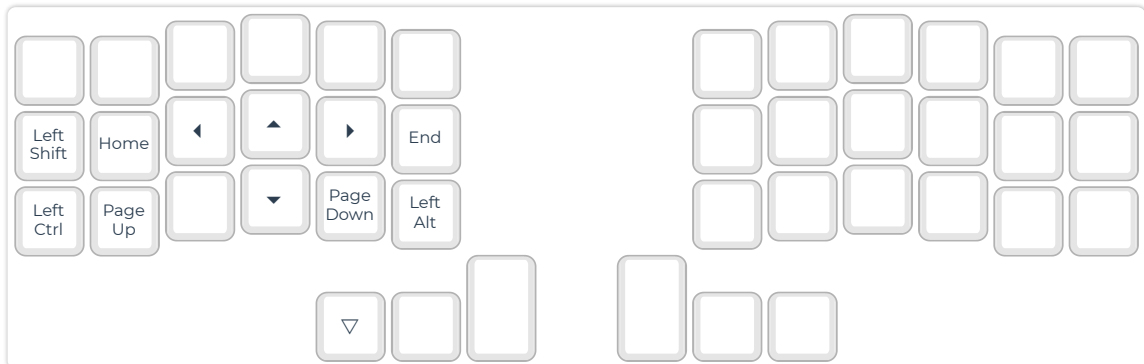 Left
Shift
Home
End
Left
Ctrl
Page
Up
Page
Down
Left
Alt